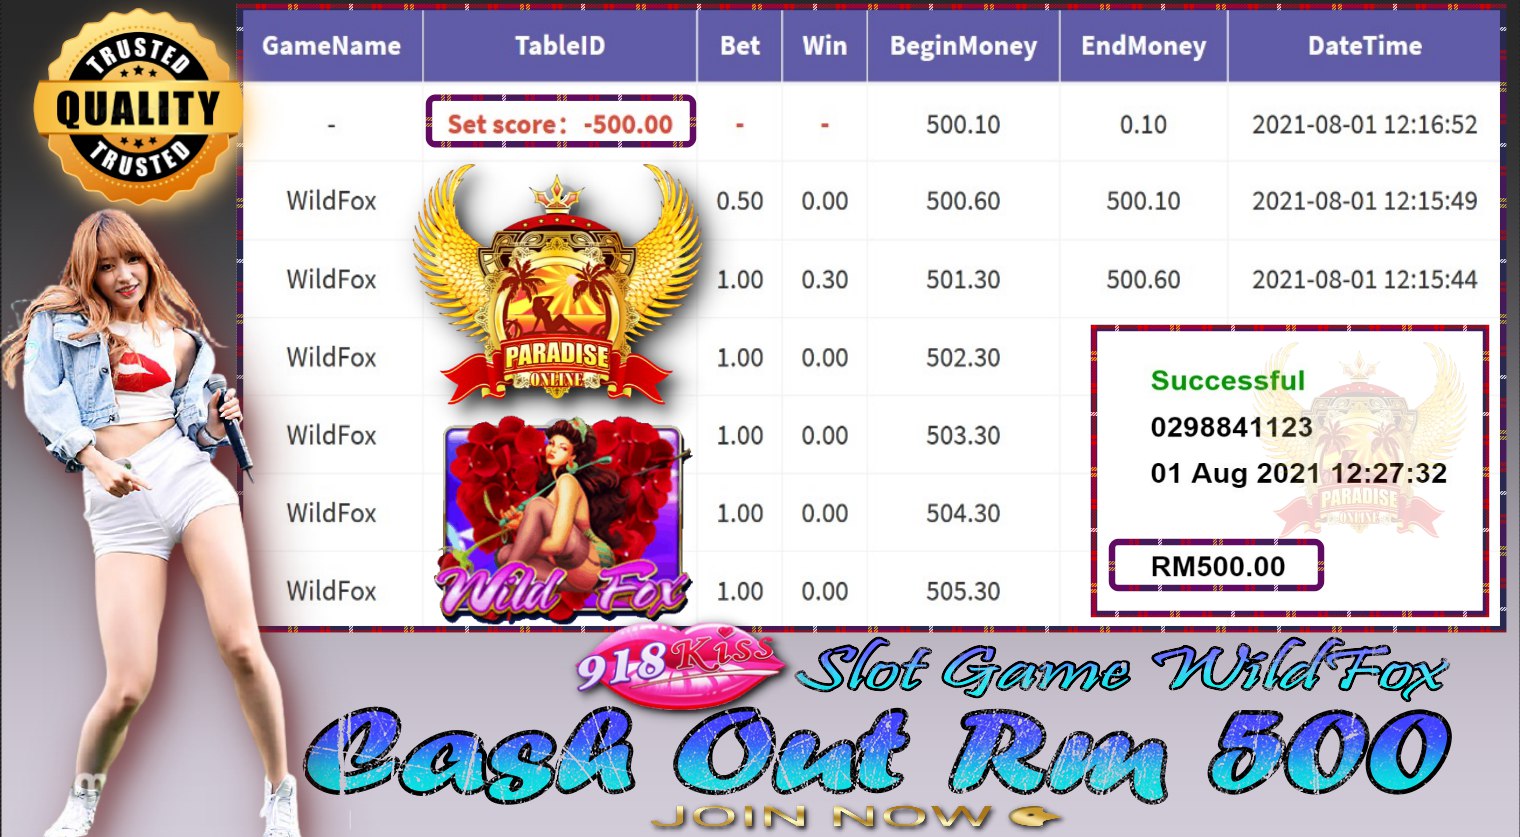 TRUSTED
QUALITY
TRUSTED
GameName TableID Bet Win BeginMoney EndMoney DateTime
- Set score: -500.00 - - 500.10 0.10 2021-08-01 12:16:52
WildFox 0.50 0.00 500.60 500.10 2021-08-01 12:15:49
WildFox 1.00 0.30 501.30 500.60 2021-08-01 12:15:44
WildFox 1.00 0.00 502.30
WildFox 1.00 0.00 503.30
WildFox 1.00 0.00 504.30
WildFox 1.00 0.00 505.30
PARADISE
ONLINE
Wild Fox
Successful
0298841123
01 Aug 2021 12:27:32
PARADISE
ONLINE
RM500.00
918Kiss Slot Game WildFox
Cash Out Rm 500
JOIN NOW